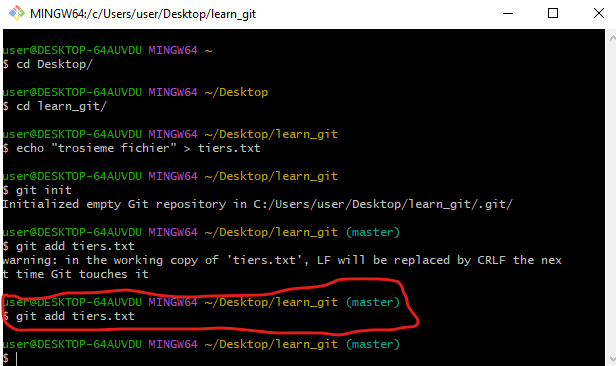 MINGW64:/c/Users/user/Desktop/learn_git
user@DESKTOP-64AUVDU MINGW64 ~
$ cd Desktop/
user@DESKTOP-64AUVDU MINGW64 ~/Desktop
$ cd learn_git/
user@DESKTOP-64AUVDU MINGW64 ~/Desktop/learn_git
$ echo "trosieme fichier" > tiers.txt
user@DESKTOP-64AUVDU MINGW64 ~/Desktop/learn_git
$ git init
Initialized empty Git repository in C:/Users/user/Desktop/learn_git/.git/
user@DESKTOP-64AUVDU MINGW64 ~/Desktop/learn_git (master)
$ git add tiers.txt
warning: in the working copy of 'tiers.txt', LF will be replaced by CRLF the nex
t time Git touches it
user@DESKTOP-64AUVDU MINGW64 ~/Desktop/learn_git (master)
$ git add tiers.txt
user@DESKTOP-64AUVDU MINGW64 ~/Desktop/learn_git (master)
$